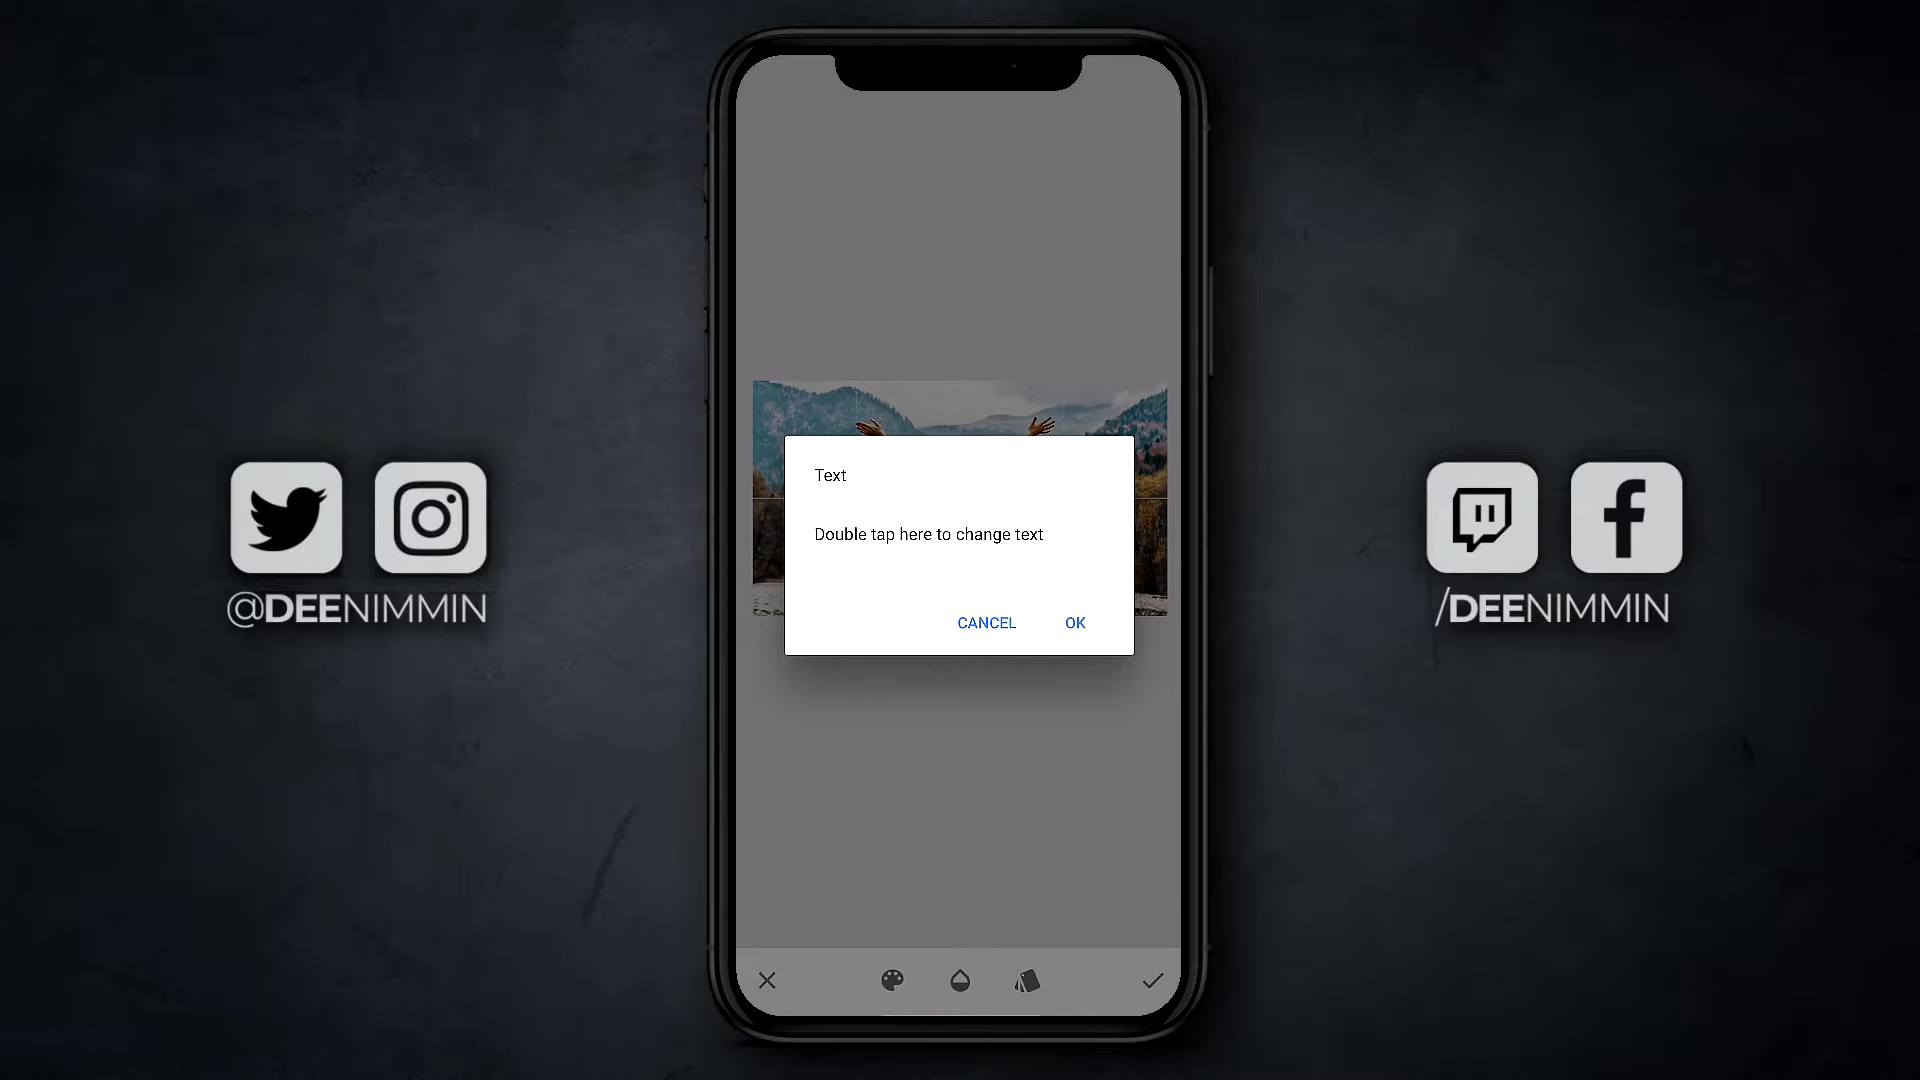 Text
Double tap here to change text
CANCEL OK
@DEENIMMIN
/DEENIMMIN